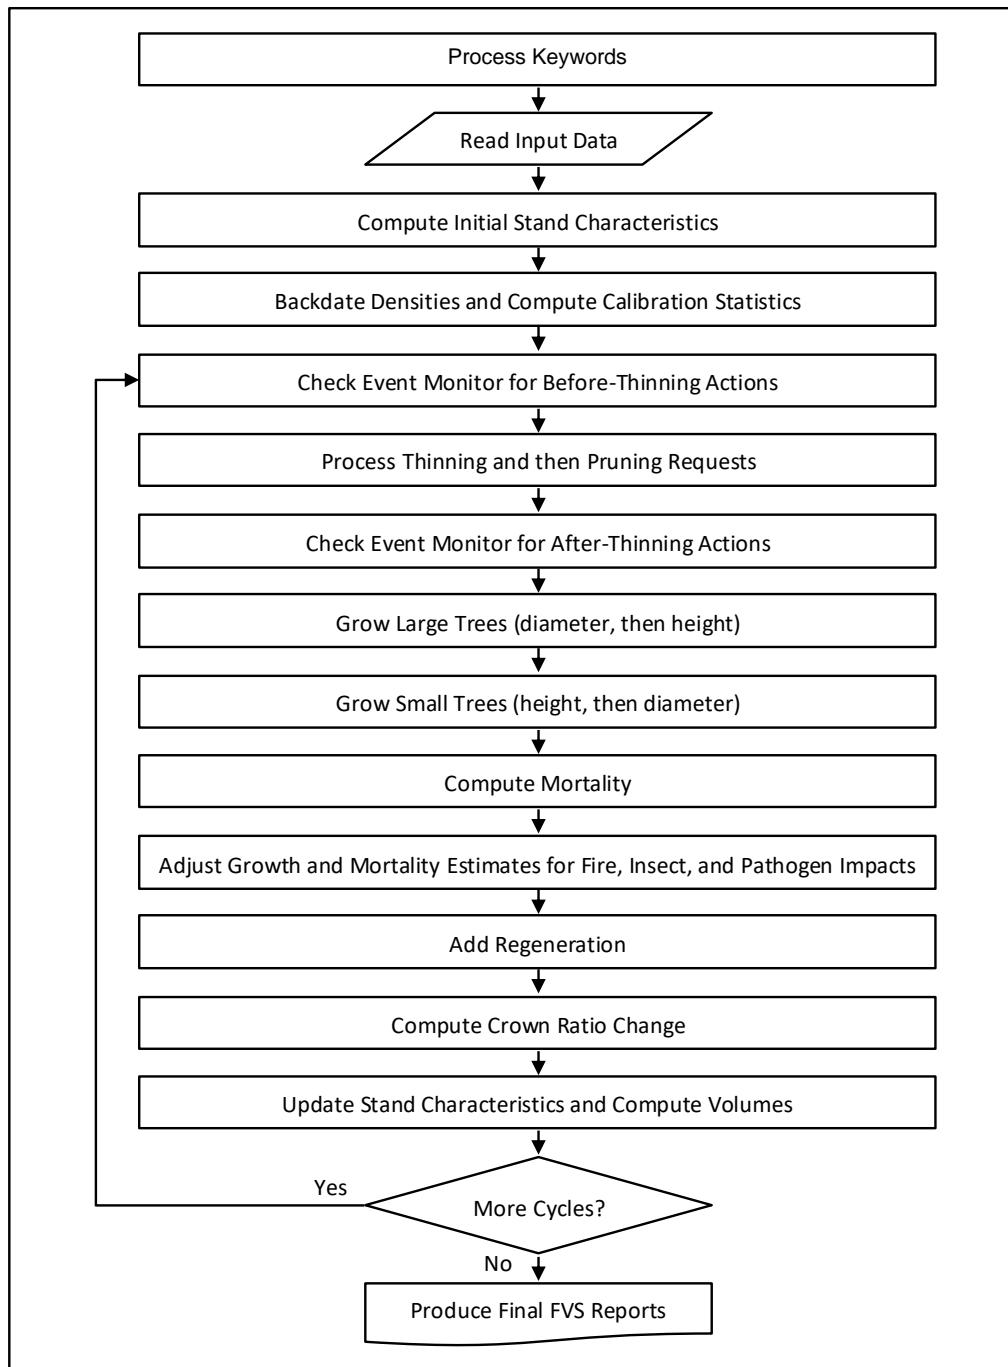 Process Keywords
Read Input Data
Compute Initial Stand Characteristics
Backdate Densities and Compute Calibration Statistics
Check Event Monitor for Before-Thinning Actions
Process Thinning and then Pruning Requests
Check Event Monitor for After-Thinning Actions
Grow Large Trees (diameter, then height)
Grow Small Trees (height, then diameter)
Compute Mortality
Adjust Growth and Mortality Estimates for Fire, Insect, and Pathogen Impacts
Add Regeneration
Compute Crown Ratio Change
Update Stand Characteristics and Compute Volumes
Yes
More Cycles?
No
Produce Final FVS Reports